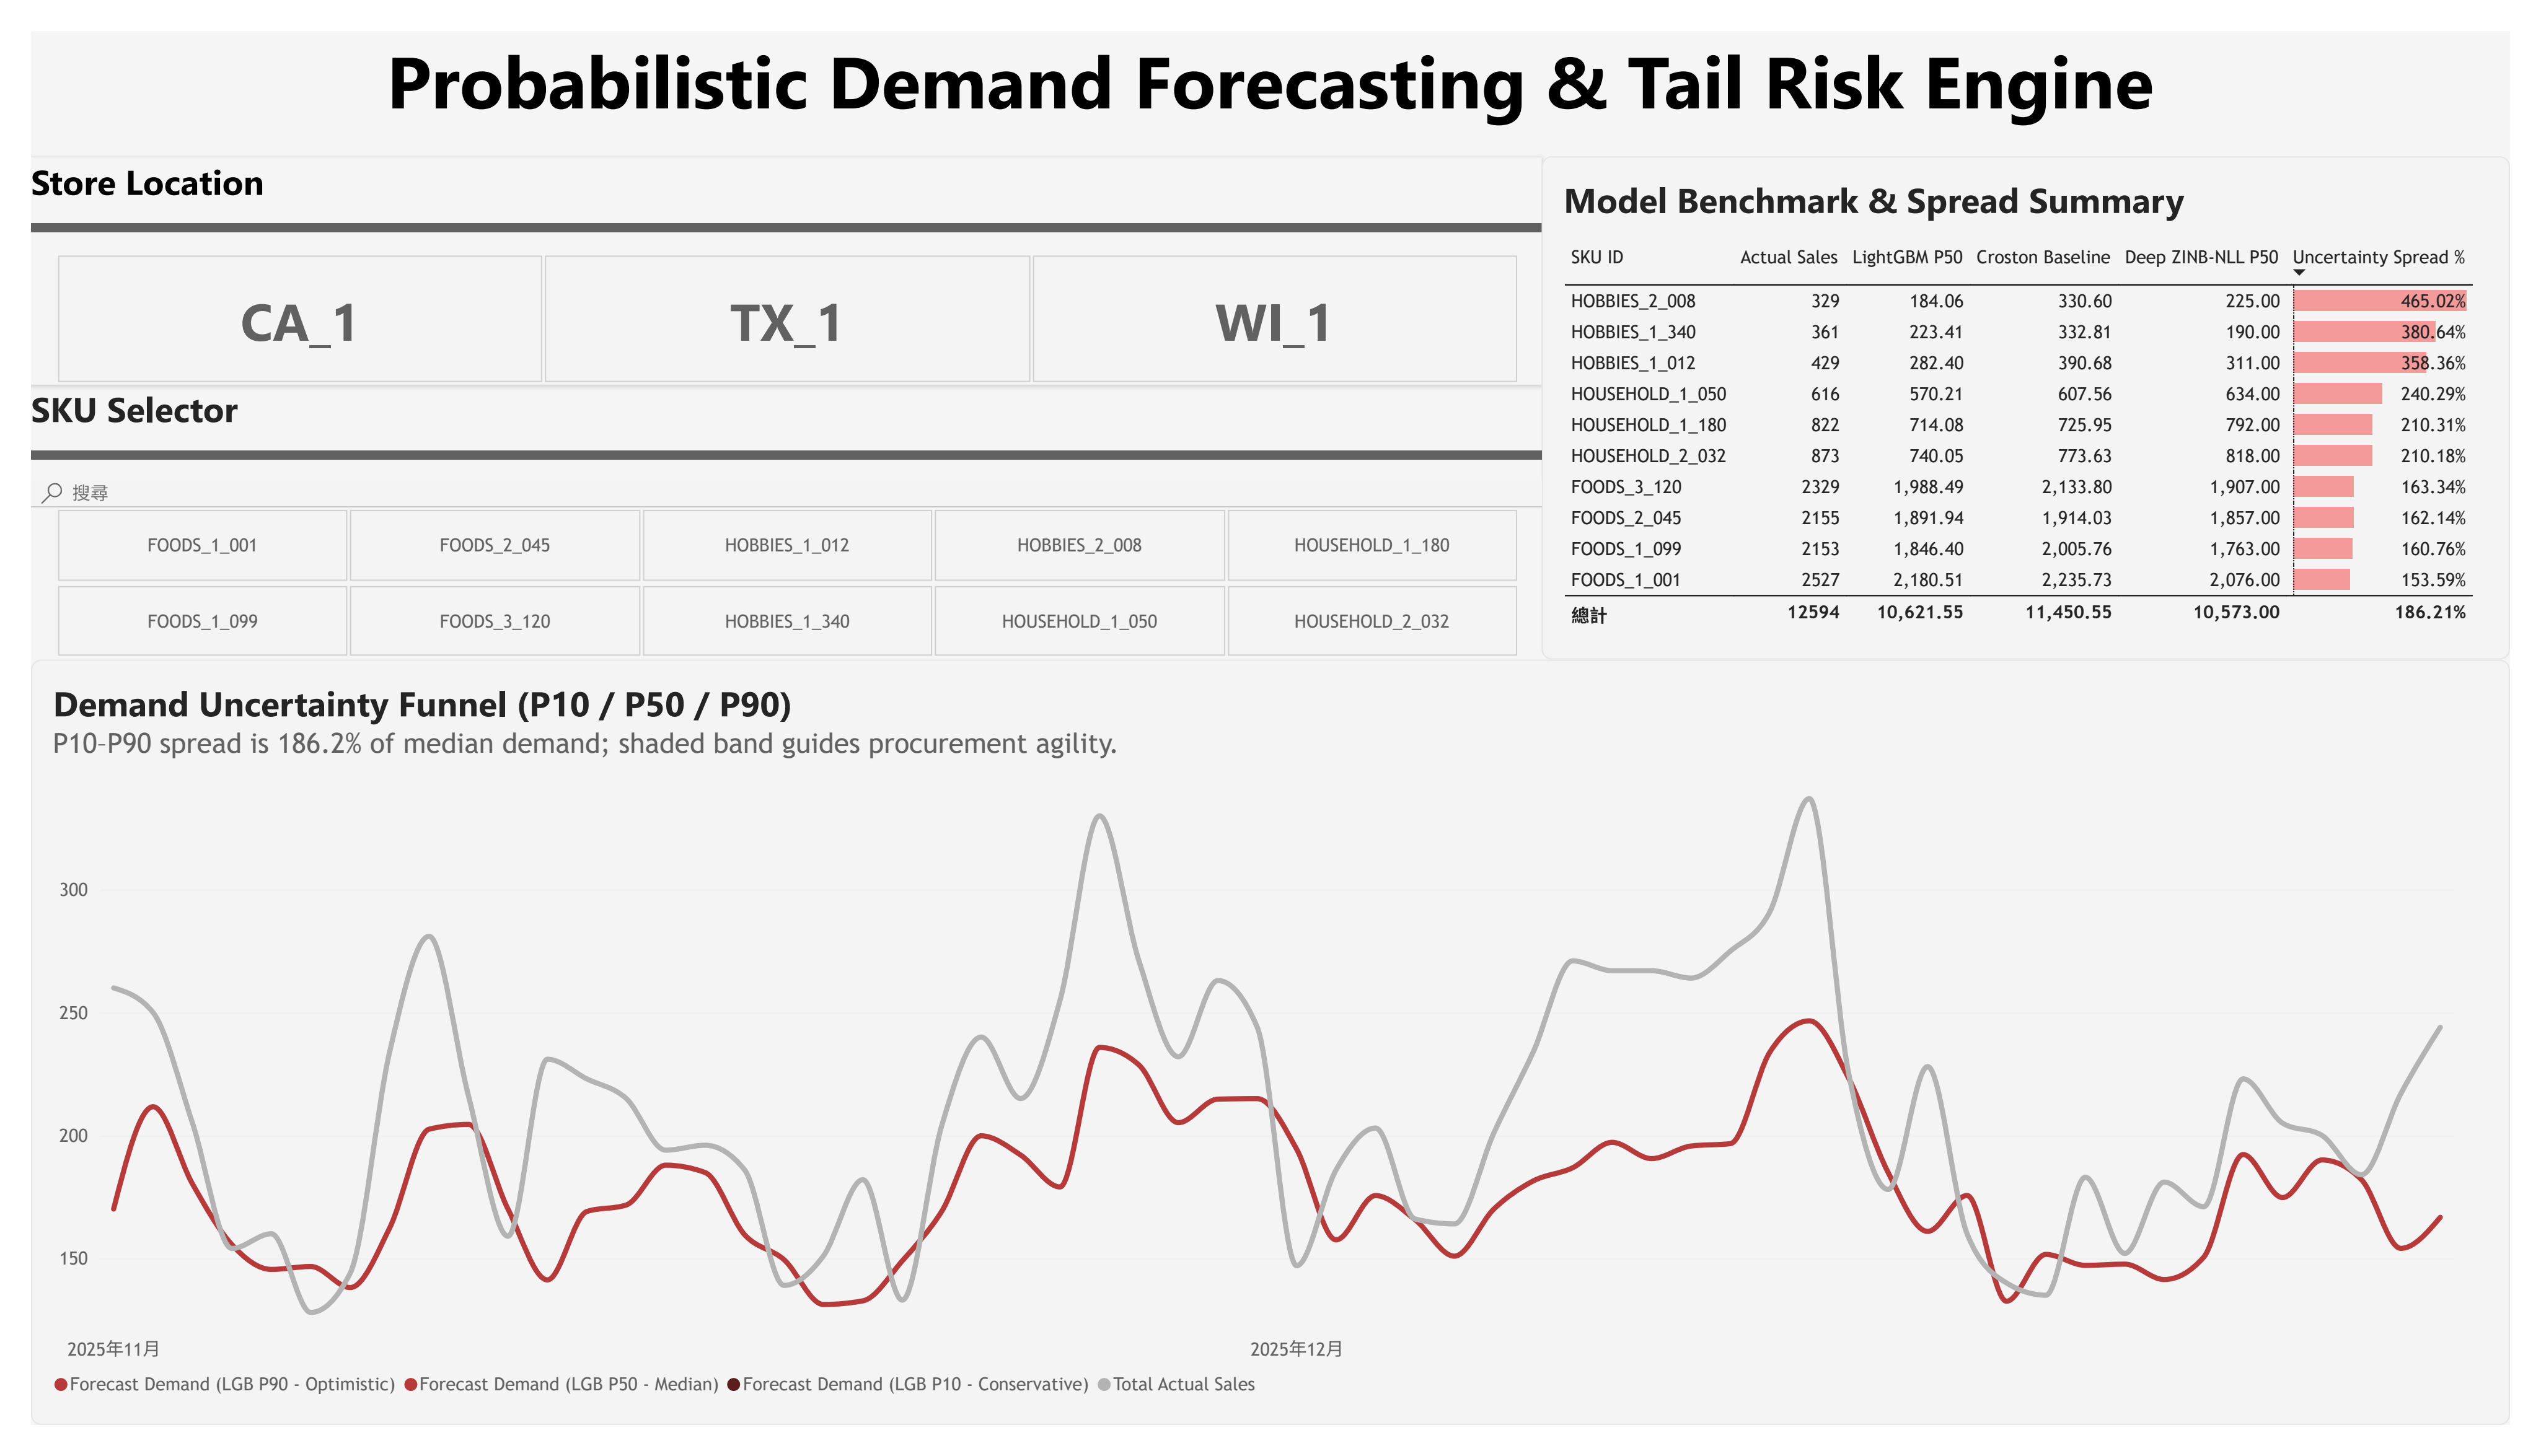 Probabilistic Demand Forecasting & Tail Risk Engine
Store Location
CA_1 TX_1 WI_1
SKU Selector
搜尋
FOODS_1_001 FOODS_2_045 HOBBIES_1_012 HOBBIES_2_008 HOUSEHOLD_1_180
FOODS_1_099 FOODS_3_120 HOBBIES_1_340 HOUSEHOLD_1_050 HOUSEHOLD_2_032
Model Benchmark & Spread Summary
SKU ID Actual Sales LightGBM P50 Croston Baseline Deep ZINB-NLL P50 Uncertainty Spread %
HOBBIES_2_008 329 184.06 330.60 225.00 465.02%
HOBBIES_1_340 361 223.41 332.81 190.00 380.64%
HOBBIES_1_012 429 282.40 390.68 311.00 358.36%
HOUSEHOLD_1_050 616 570.21 607.56 634.00 240.29%
HOUSEHOLD_1_180 822 714.08 725.95 792.00 210.31%
HOUSEHOLD_2_032 873 740.05 773.63 818.00 210.18%
FOODS_3_120 2329 1,988.49 2,133.80 1,907.00 163.34%
FOODS_2_045 2155 1,891.94 1,914.03 1,857.00 162.14%
FOODS_1_099 2153 1,846.40 2,005.76 1,763.00 160.76%
FOODS_1_001 2527 2,180.51 2,235.73 2,076.00 153.59%
總計 12594 10,621.55 11,450.55 10,573.00 186.21%
Demand Uncertainty Funnel (P10 / P50 / P90)
P10-P90 spread is 186.2% of median demand; shaded band guides procurement agility.
300
250
200
150
2025年11月 2025年12月
Forecast Demand (LGB P90 - Optimistic) Forecast Demand (LGB P50 - Median) Forecast Demand (LGB P10 - Conservative) Total Actual Sales